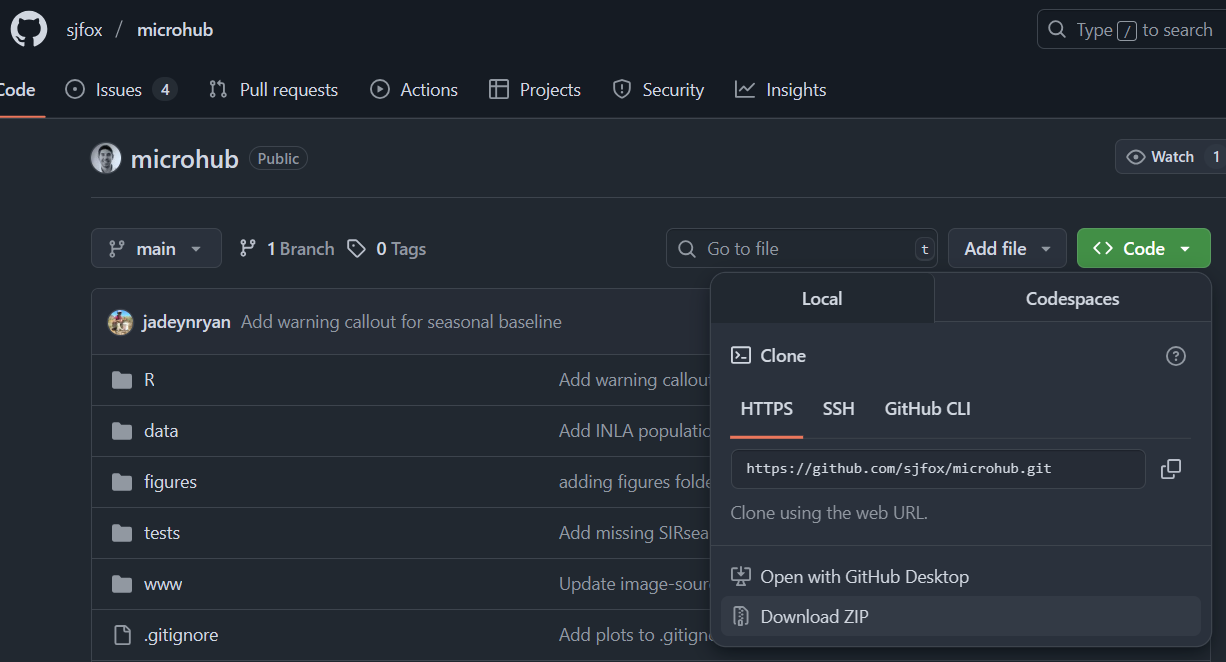 sjfox / microhub
Type / to search
Code Issues 4 Pull requests Actions Projects Security Insights
microhub Public
Watch 1
main 1 Branch 0 Tags
Go to file t
Add file
<> Code
Local Codespaces
jadeynryan Add warning callout for seasonal baseline
Clone
R Add warning callout
HTTPS SSH GitHub CLI
data Add INLA populatio
https://github.com/sjfox/microhub.git
figures adding figures folde
Clone using the web URL.
tests Add missing SIRsea
Open with GitHub Desktop
www Update image-sour
Download ZIP
.gitignore Add plots to .gitign